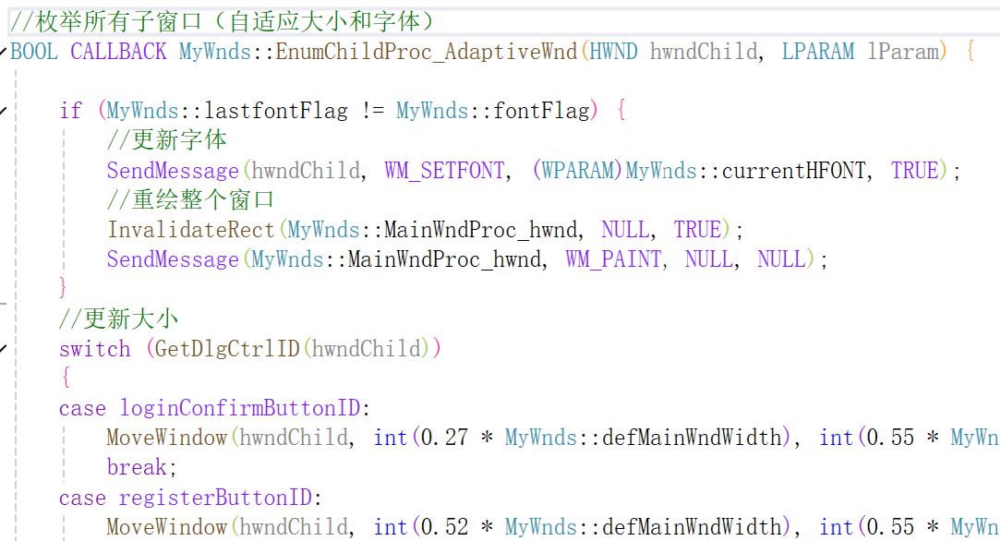 //枚举所有子窗口（自适应大小和字体）
BOOL CALLBACK MyWnds::EnumChildProc_AdaptiveWnd(HWND hwndChild, LPARAM lParam) {
if (MyWnds::lastfontFlag != MyWnds::fontFlag) {
//更新字体
SendMessage(hwndChild, WM_SETFONT, (WPARAM)MyWnds::currentHFONT, TRUE);
//重绘整个窗口
InvalidateRect(MyWnds::MainWndProc_hwnd, NULL, TRUE);
SendMessage(MyWnds::MainWndProc_hwnd, WM_PAINT, NULL, NULL);
}
//更新大小
switch (GetDlgCtrlID(hwndChild))
{
case loginConfirmButtonID:
MoveWindow(hwndChild, int(0.27 * MyWnds::defMainWndWidth), int(0.55 * MyWn
break;
case registerButtonID:
MoveWindow(hwndChild, int(0.52 * MyWnds::defMainWndWidth), int(0.55 * MyWn